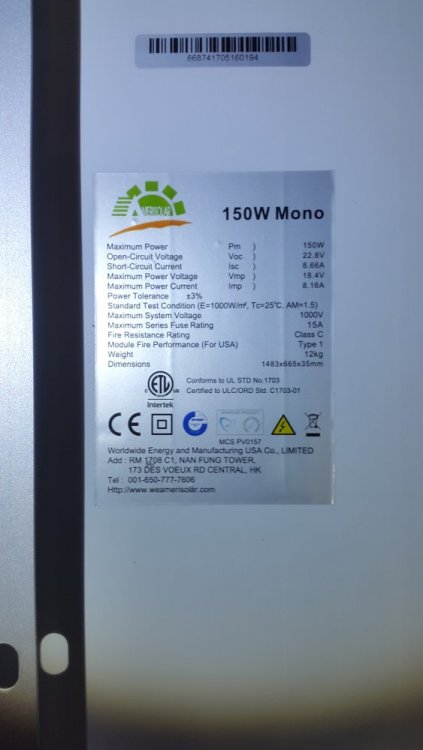 668741705160194
AMERISOLAR
150W Mono
Maximum Power Pm ) 150W
Open-Circuit Voltage Voc ) 22.8V
Short-Circuit Current Isc ) 8.66A
Maximum Power Voltage Vmp ) 18.4V
Maximum Power Current Imp ) 8.16A
Power Tolerance ±3%
Standard Test Condition (E=1000W/m², Tc=25℃, AM=1.5)
Maximum System Voltage 1000V
Maximum Series Fuse Rating 15A
Fire Resistance Rating Class C
Module Fire Performance (For USA) Type 1
Weight 12kg
Dimensions 1483x665x35mm
C ETL US
Intertek
Conforms to UL STD No.1703
Certified to ULC/ORD Std. C1703-01
CE
MCS PV0157
Worldwide Energy and Manufacturing USA Co., LIMITED
Add : RM 1708 C1, NAN FUNG TOWER,
173 DES VOEUX RD CENTRAL, HK
Tel : 001-650-777-7606
Http://www.weamerisolar.com